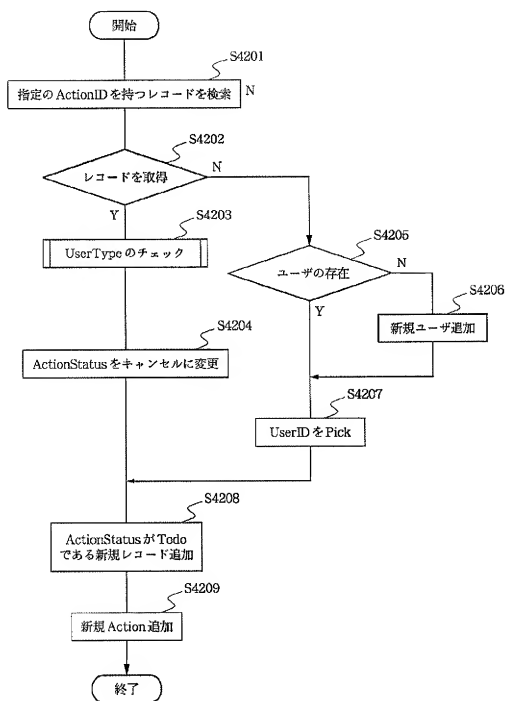 開始
S4201
指定のActionIDを持つレコードを検索
N
S4202
レコードを取得
N
Y
S4203
UserTypeのチェック
S4205
ユーザの存在
N
Y
S4206
新規ユーザ追加
S4204
ActionStatusをキャンセルに変更
S4207
UserIDをPick
S4208
ActionStatusがTodo
である新規レコード追加
S4209
新規Action追加
終了